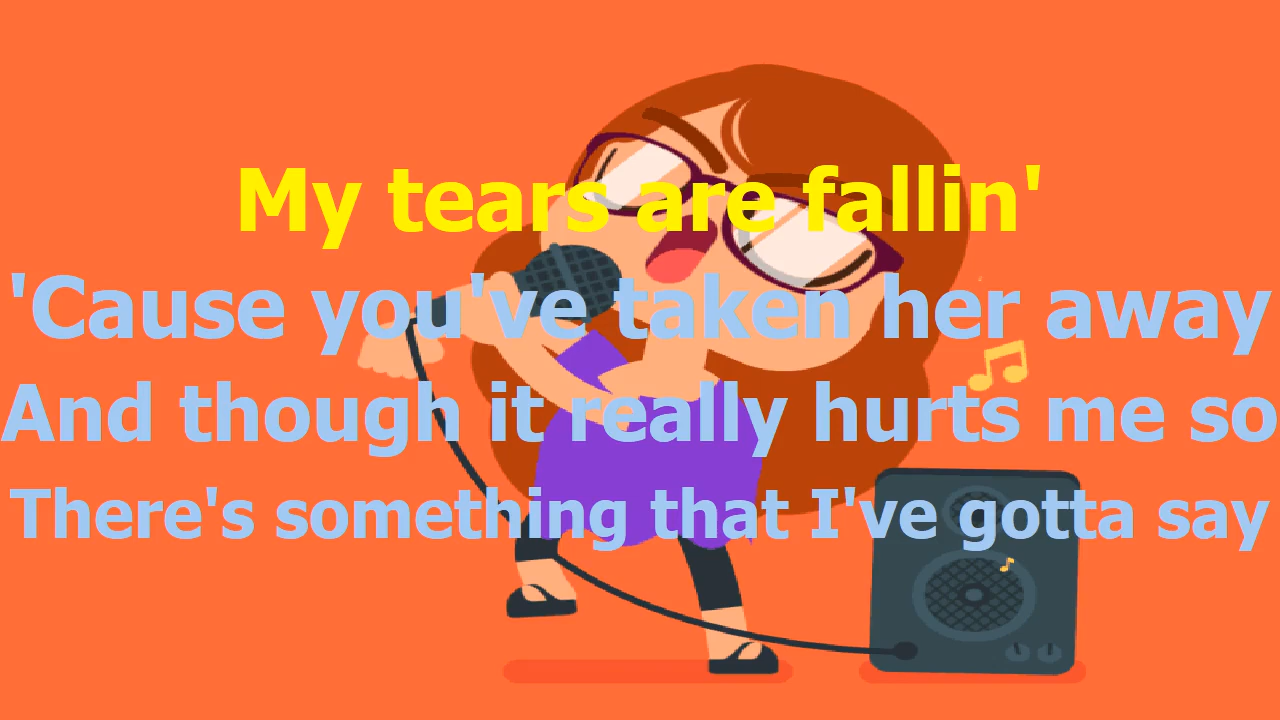 My tears are fallin'
'Cause you've taken her away
And though it really hurts me so
There's something that I've gotta say